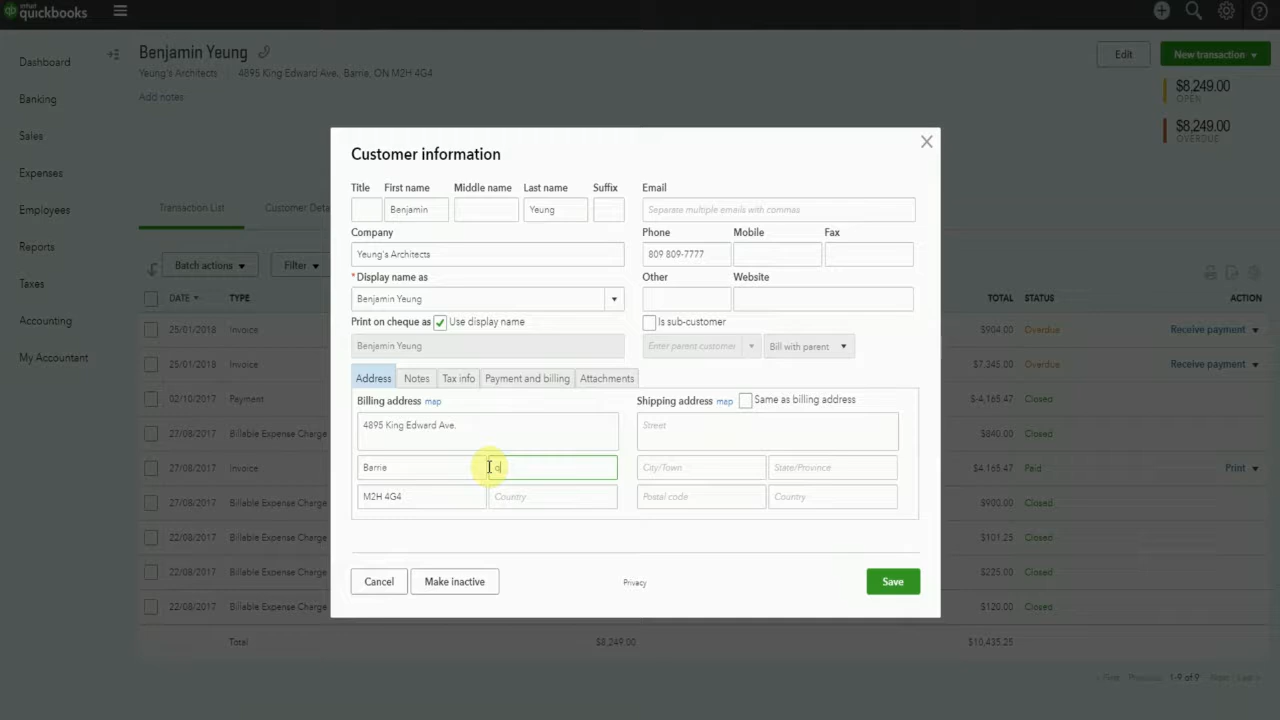 intuit quickbooks
Dashboard
Banking
Sales
Expenses
Employees
Reports
Taxes
Accounting
My Accountant
Benjamin Yeung
Yeung's Architects | 4895 King Edward Ave., Barrie, ON M2H 4G4
Add notes
Edit
New transaction
$8,249.00
OPEN
$8,249.00
OVERDUE
Transaction List
Customer Deta
Batch actions
Filter
DATE TYPE TOTAL STATUS ACTION
25/01/2018 Invoice $904.00 Overdue Receive payment
25/01/2018 Invoice $7,345.00 Overdue Receive payment
02/10/2017 Payment $-4,165.47 Closed
27/08/2017 Billable Expense Charge $840.00 Closed
27/08/2017 Invoice $4,165.47 Paid Print
27/08/2017 Billable Expense Charge $900.00 Closed
22/08/2017 Billable Expense Charge $101.25 Closed
22/08/2017 Billable Expense Charge $225.00 Closed
22/08/2017 Billable Expense Charge $120.00 Closed
Total $8,249.00 $10,435.25
First Previous 1-9 of 9 Next Last
Customer information
Title First name Middle name Last name Suffix
Benjamin Yeung
Company
Yeung's Architects
*Display name as
Benjamin Yeung
Print on cheque as Use display name
Benjamin Yeung
Email
Separate multiple emails with commas
Phone Mobile Fax
809 809-7777
Other Website
Is sub-customer
Enter parent customer Bill with parent
Address Notes Tax info Payment and billing Attachments
Billing address map
4895 King Edward Ave.
Barrie o
M2H 4G4 Country
Shipping address map Same as billing address
Street
City/Town State/Province
Postal code Country
Cancel Make inactive Privacy Save